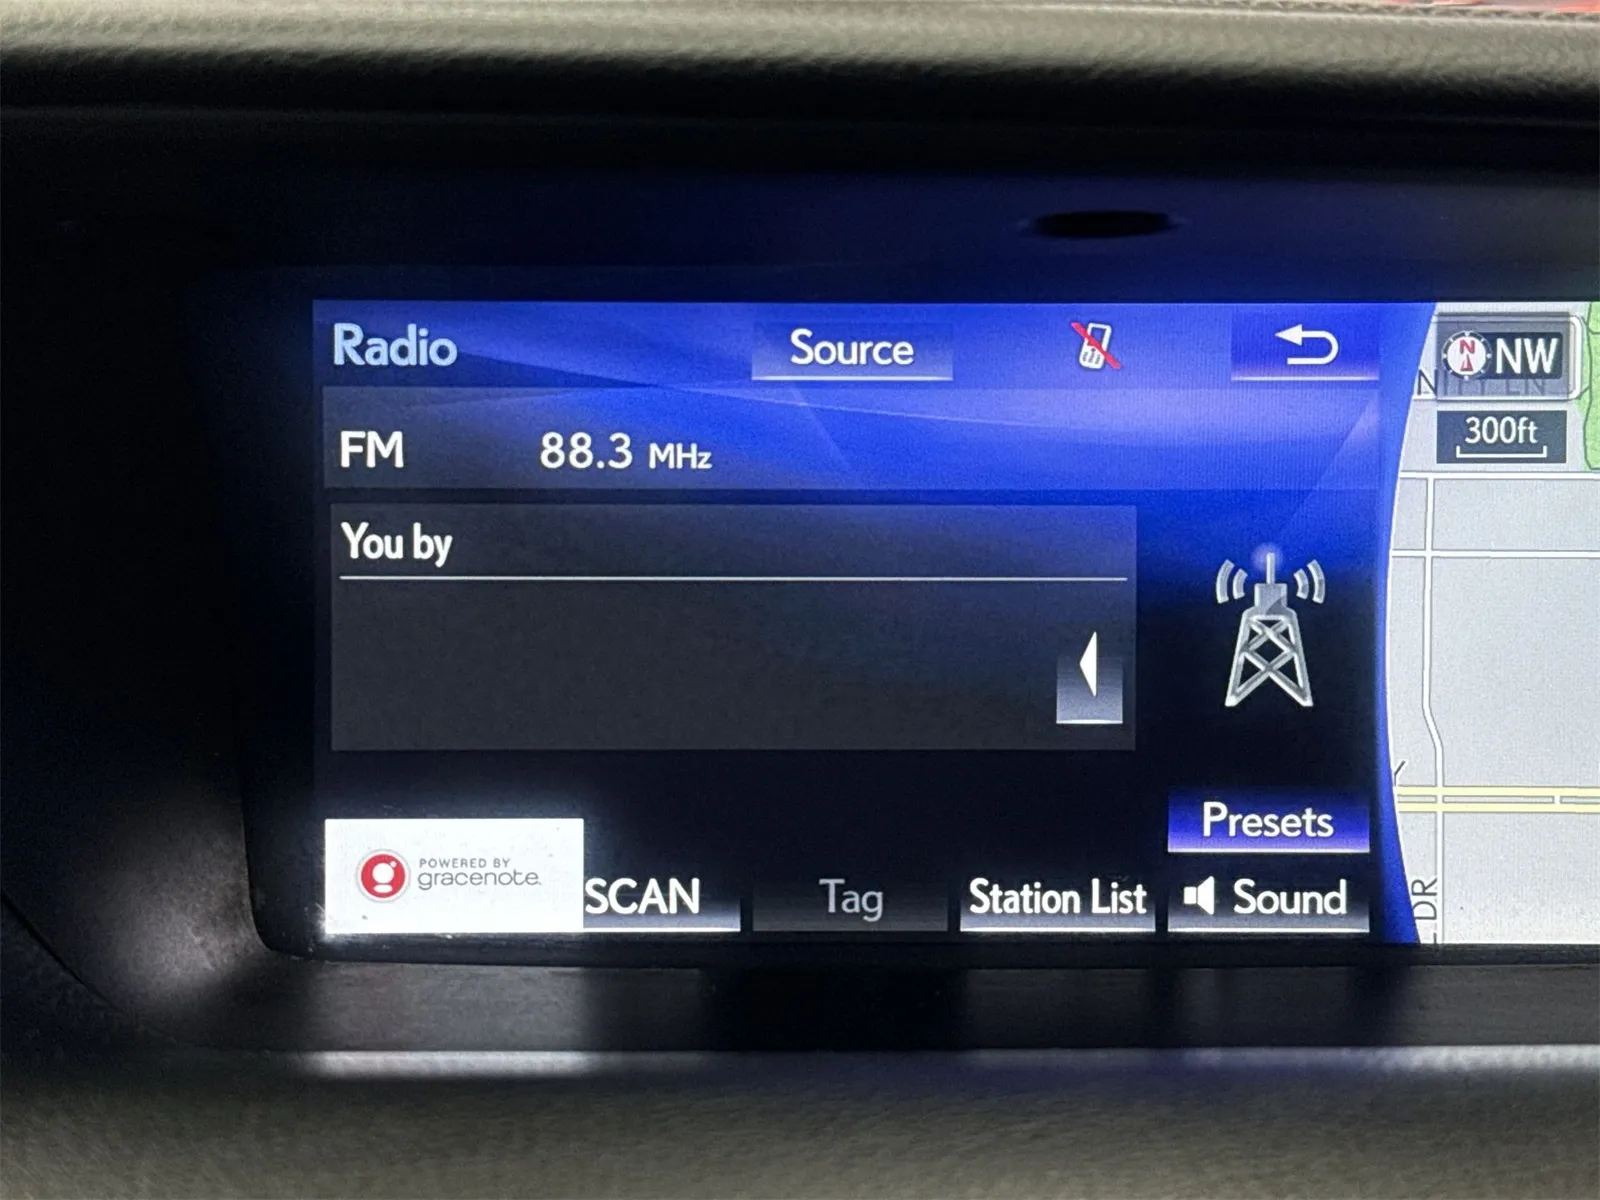 Radio
Source
N NW
300ft
FM 88.3 MHz
You by
Presets
POWERED BY
gracenote.
SCAN
Tag
Station List
Sound
DR